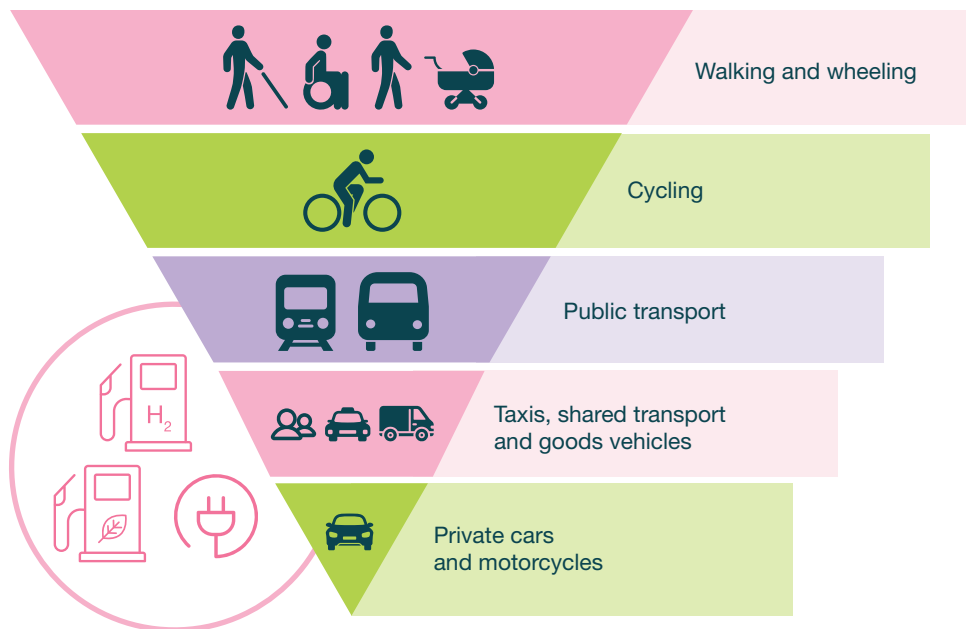 Walking and wheeling
Cycling
Public transport
H₂
Taxis, shared transport
and goods vehicles
Private cars
and motorcycles